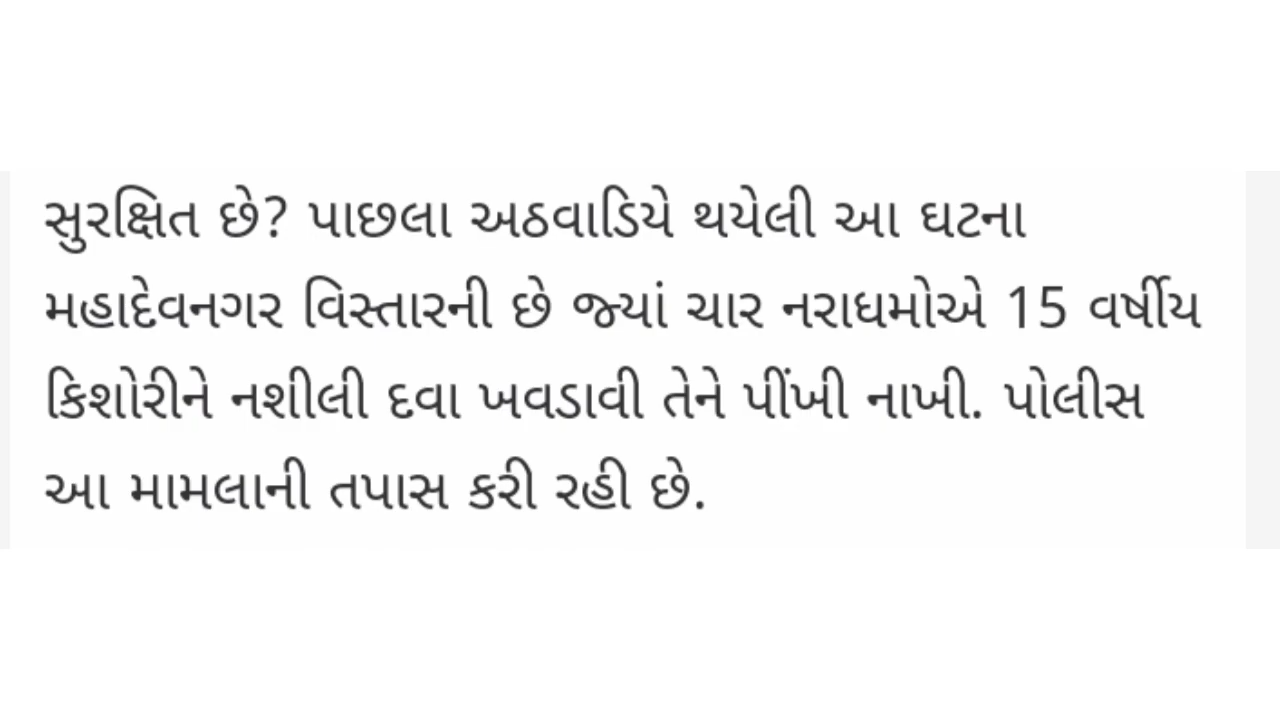 સુરક્ષિત છે? પાછલા અઠવાડિયે થયેલી આ ઘટના
મહાદેવનગર વિસ્તારની છે જ્યાં ચાર નરાધમોએ 15 વર્ષીય
કિશોરીને નશીલી દવા ખવડાવી તેને પીંખી નાખી. પોલીસ
આ મામલાની તપાસ કરી રહી છે.